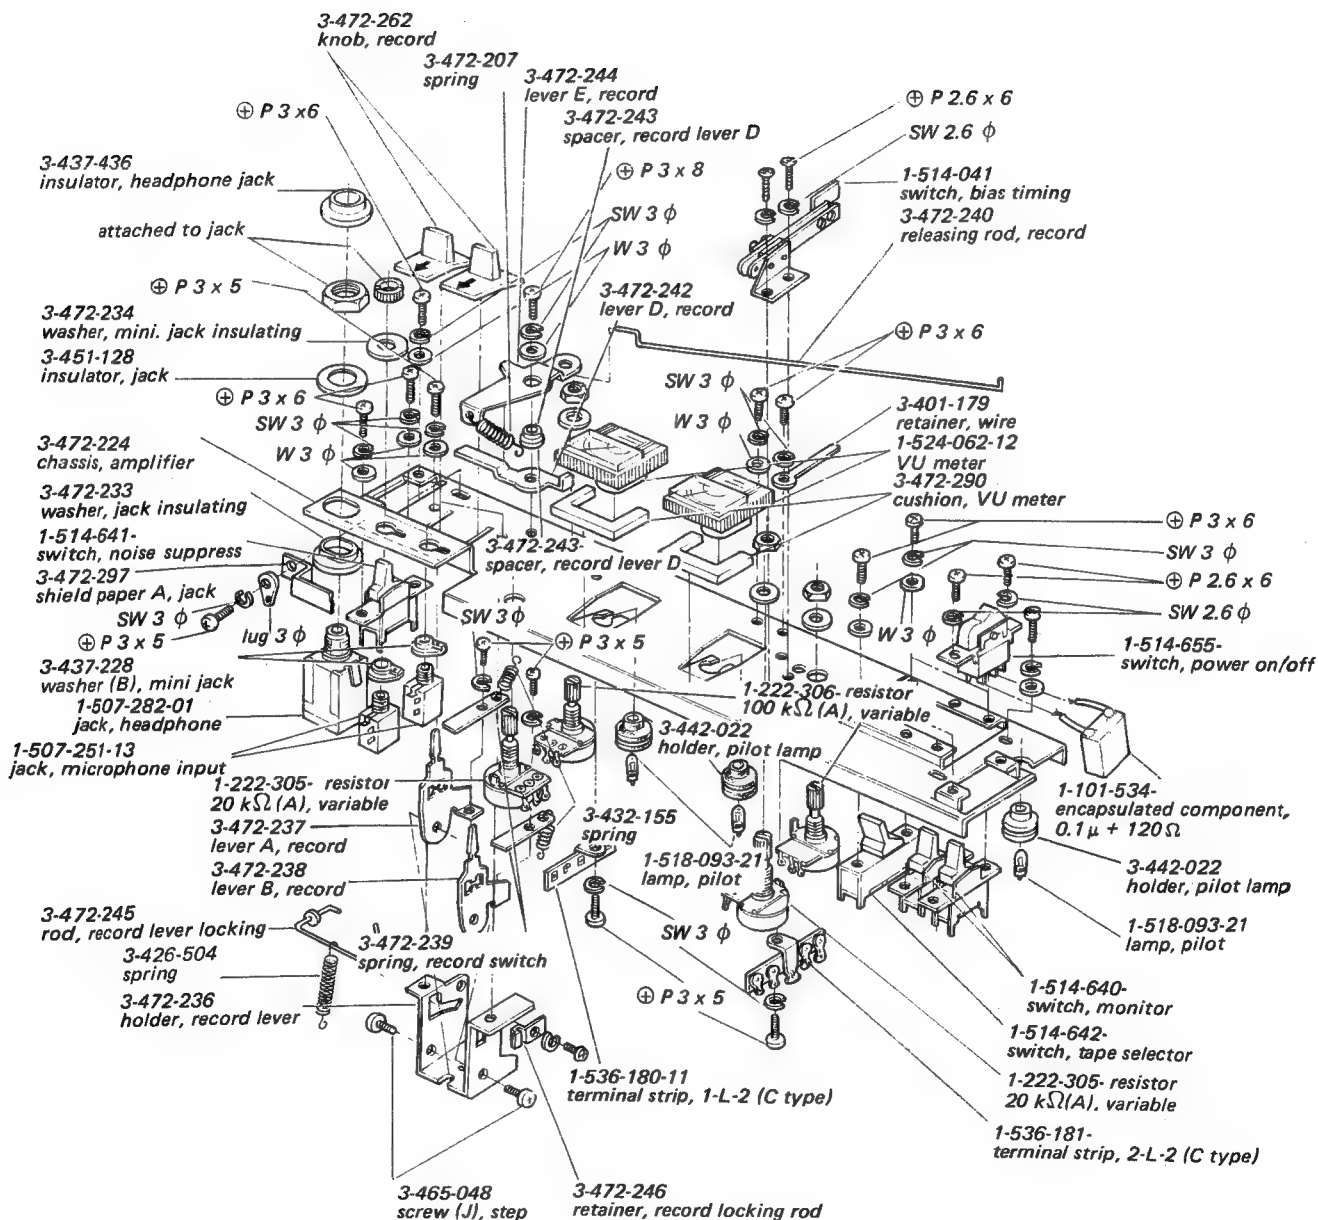 3-472-262
knob, record
3-472-207
spring
3-472-244
lever E, record
3-472-243
spacer, record lever D
⊕ P 3 x6
⊕ P 2.6 x 6
SW 2.6 ϕ
3-437-436
insulator, headphone jack
⊕ P 3 x 8
1-514-041
switch, bias timing
SW 3 ϕ
3-472-240
releasing rod, record
attached to jack
W 3 ϕ
⊕ P 3 x 5
3-472-242
lever D, record
3-472-234
washer, mini. jack insulating
⊕ P 3 x 6
3-451-128
insulator, jack
SW 3 ϕ
⊕ P 3 x 6
3-401-179
retainer, wire
SW 3 ϕ
W 3 ϕ
1-524-062-12
VU meter
3-472-224
chassis, amplifier
W 3 ϕ
3-472-290
cushion, VU meter
3-472-233
washer, jack insulating
1-514-641-
switch, noise suppress
3-472-243-
spacer, record lever D
⊕ P 3 x 6
SW 3 ϕ
3-472-297
shield paper A, jack
⊕ P 2.6 x 6
SW 3 ϕ
SW 3 ϕ
SW 2.6 ϕ
⊕ P 3 x 5
lug 3 ϕ
⊕ P 3 x 5
W 3 ϕ
1-514-655-
switch, power on/off
3-437-228
washer (B), mini jack
1-222-306- resistor
100 kΩ (A), variable
1-507-282-01
jack, headphone
3-442-022
holder, pilot lamp
1-507-251-13
jack, microphone input
1-222-305- resistor
20 kΩ (A), variable
1-101-534-
encapsulated component,
0.1 μ + 120 Ω
3-432-155
spring
3-472-237
lever A, record
1-518-093-21
lamp, pilot
3-442-022
holder, pilot lamp
3-472-238
lever B, record
3-472-245
rod, record lever locking
1-518-093-21
lamp, pilot
3-472-239
spring, record switch
SW 3 ϕ
3-426-504
spring
1-514-640-
switch, monitor
3-472-236
holder, record lever
⊕ P 3 x 5
1-514-642-
switch, tape selector
1-536-180-11
terminal strip, 1-L-2 (C type)
1-222-305- resistor
20 kΩ(A), variable
1-536-181-
terminal strip, 2-L-2 (C type)
3-465-048
screw (J), step
3-472-246
retainer, record locking rod